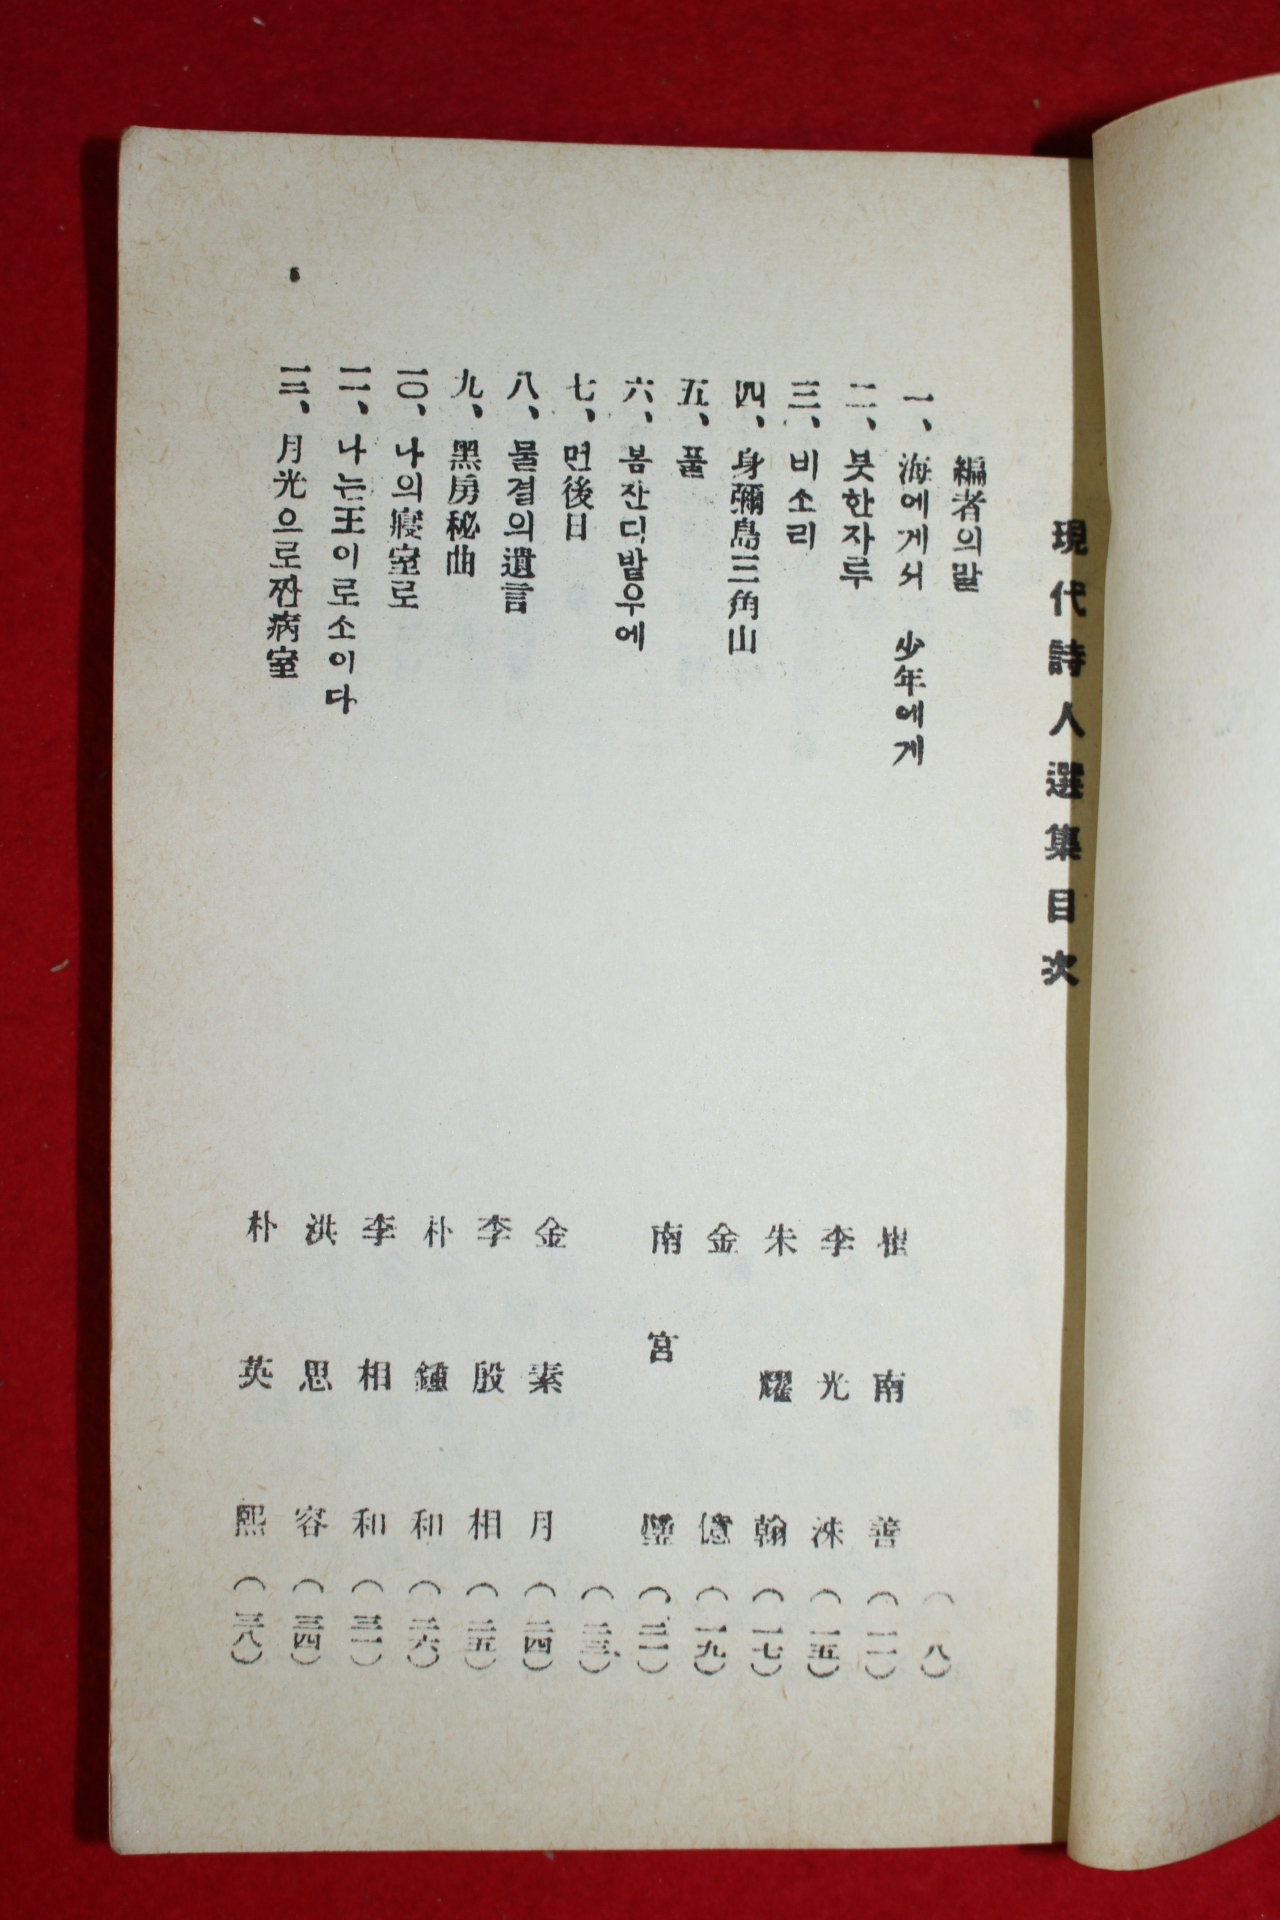 現代詩人選集目次
編者의말 (八)
一、海에게서 少年에게 崔南善 (一一)
二、붓한자루 李光洙 (一五)
三、비소리 朱耀翰 (一七)
四、身彌島三角山 金億 (一九)
五、풀 南宮璧 (二一)
六、봄잔디밭우에 (二三)
七、먼後日 金素月 (二四)
八、물결의遺言 李殷相 (二五)
九、黑房秘曲 朴鍾和 (二六)
一〇、나의寢室로 李相和 (三一)
一一、나는王이로소이다 洪思容 (三四)
一二、月光으로짠病室 朴英熙 (三八)